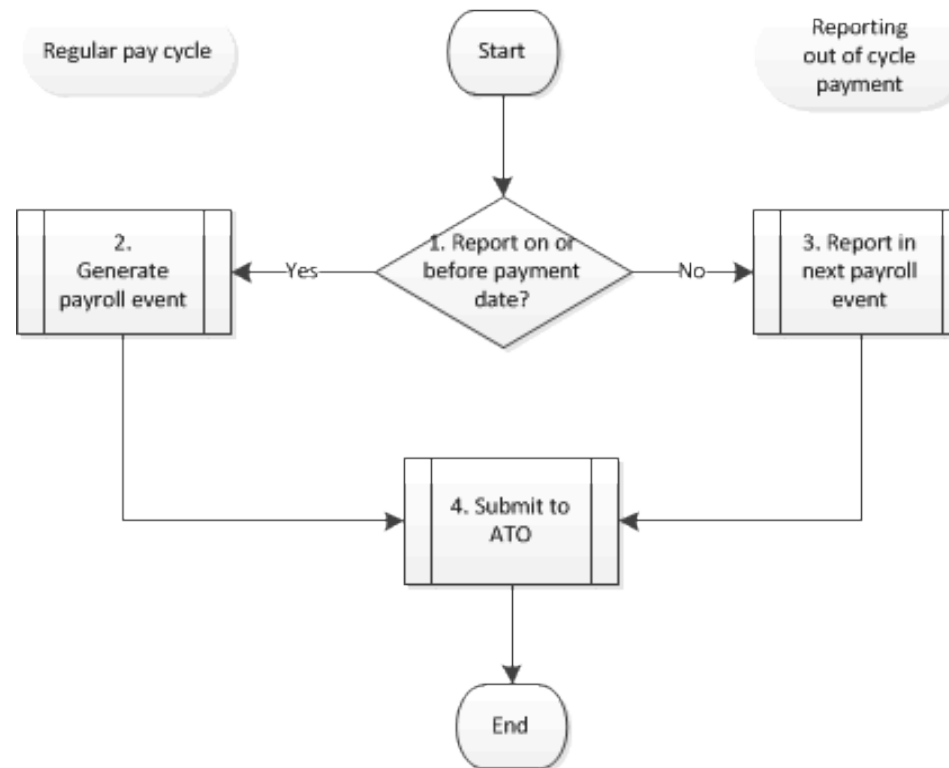 Regular pay cycle
Start
Reporting
out of cycle
payment
2.
Generate
payroll event
Yes
1. Report on or
before payment
date?
No
3. Report in
next payroll
event
4. Submit to
ATO
End